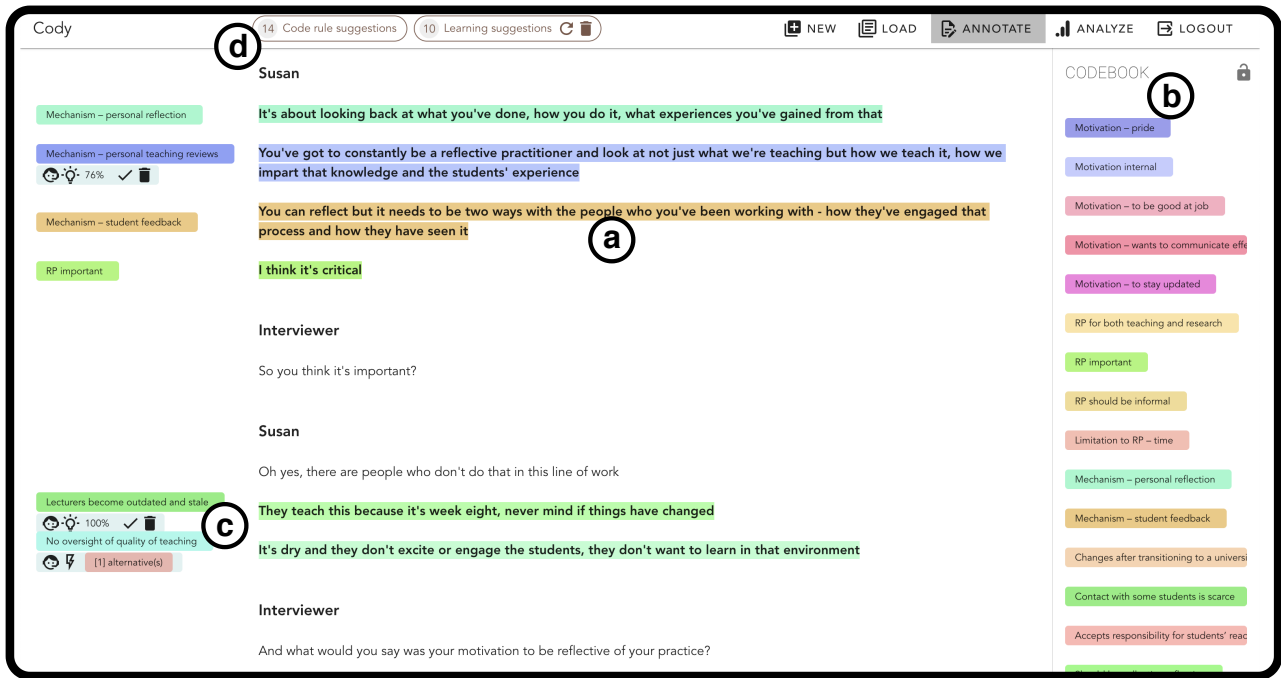 Cody
d
14 Code rule suggestions
10 Learning suggestions
NEW
LOAD
ANNOTATE
ANALYZE
LOGOUT
Susan
Mechanism – personal reflection
It's about looking back at what you've done, how you do it, what experiences you've gained from that
Mechanism – personal teaching reviews
76%
You've got to constantly be a reflective practitioner and look at not just what we're teaching but how we teach it, how we
impart that knowledge and the students' experience
Mechanism – student feedback
You can reflect but it needs to be two ways with the people who you've been working with - how they've engaged that
process and how they have seen it
a
RP important
I think it's critical
Interviewer
So you think it's important?
Susan
Oh yes, there are people who don't do that in this line of work
Lecturers become outdated and stale
100%
c
They teach this because it's week eight, never mind if things have changed
No oversight of quality of teaching
[1] alternative(s)
It's dry and they don't excite or engage the students, they don't want to learn in that environment
Interviewer
And what would you say was your motivation to be reflective of your practice?
CODEBOOK
b
Motivation – pride
Motivation internal
Motivation – to be good at job
Motivation – wants to communicate effe
Motivation – to stay updated
RP for both teaching and research
RP important
RP should be informal
Limitation to RP – time
Mechanism – personal reflection
Mechanism – student feedback
Changes after transitioning to a universi
Contact with some students is scarce
Accepts responsibility for students' reac